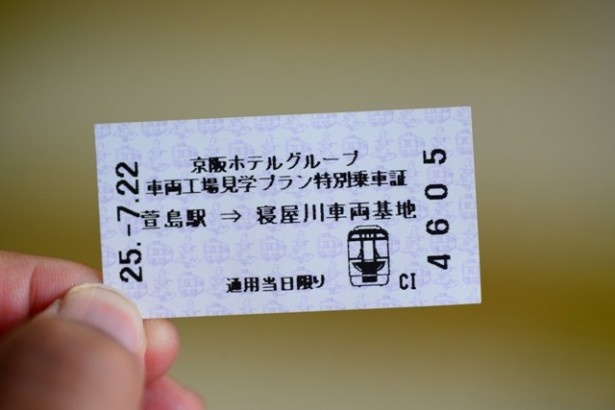 25.-7.22
京阪ホテルグループ
車両工場見学プラン特別乗車証
萱島駅 ⇒ 寝屋川車両基地
通用当日限り
CI
4605